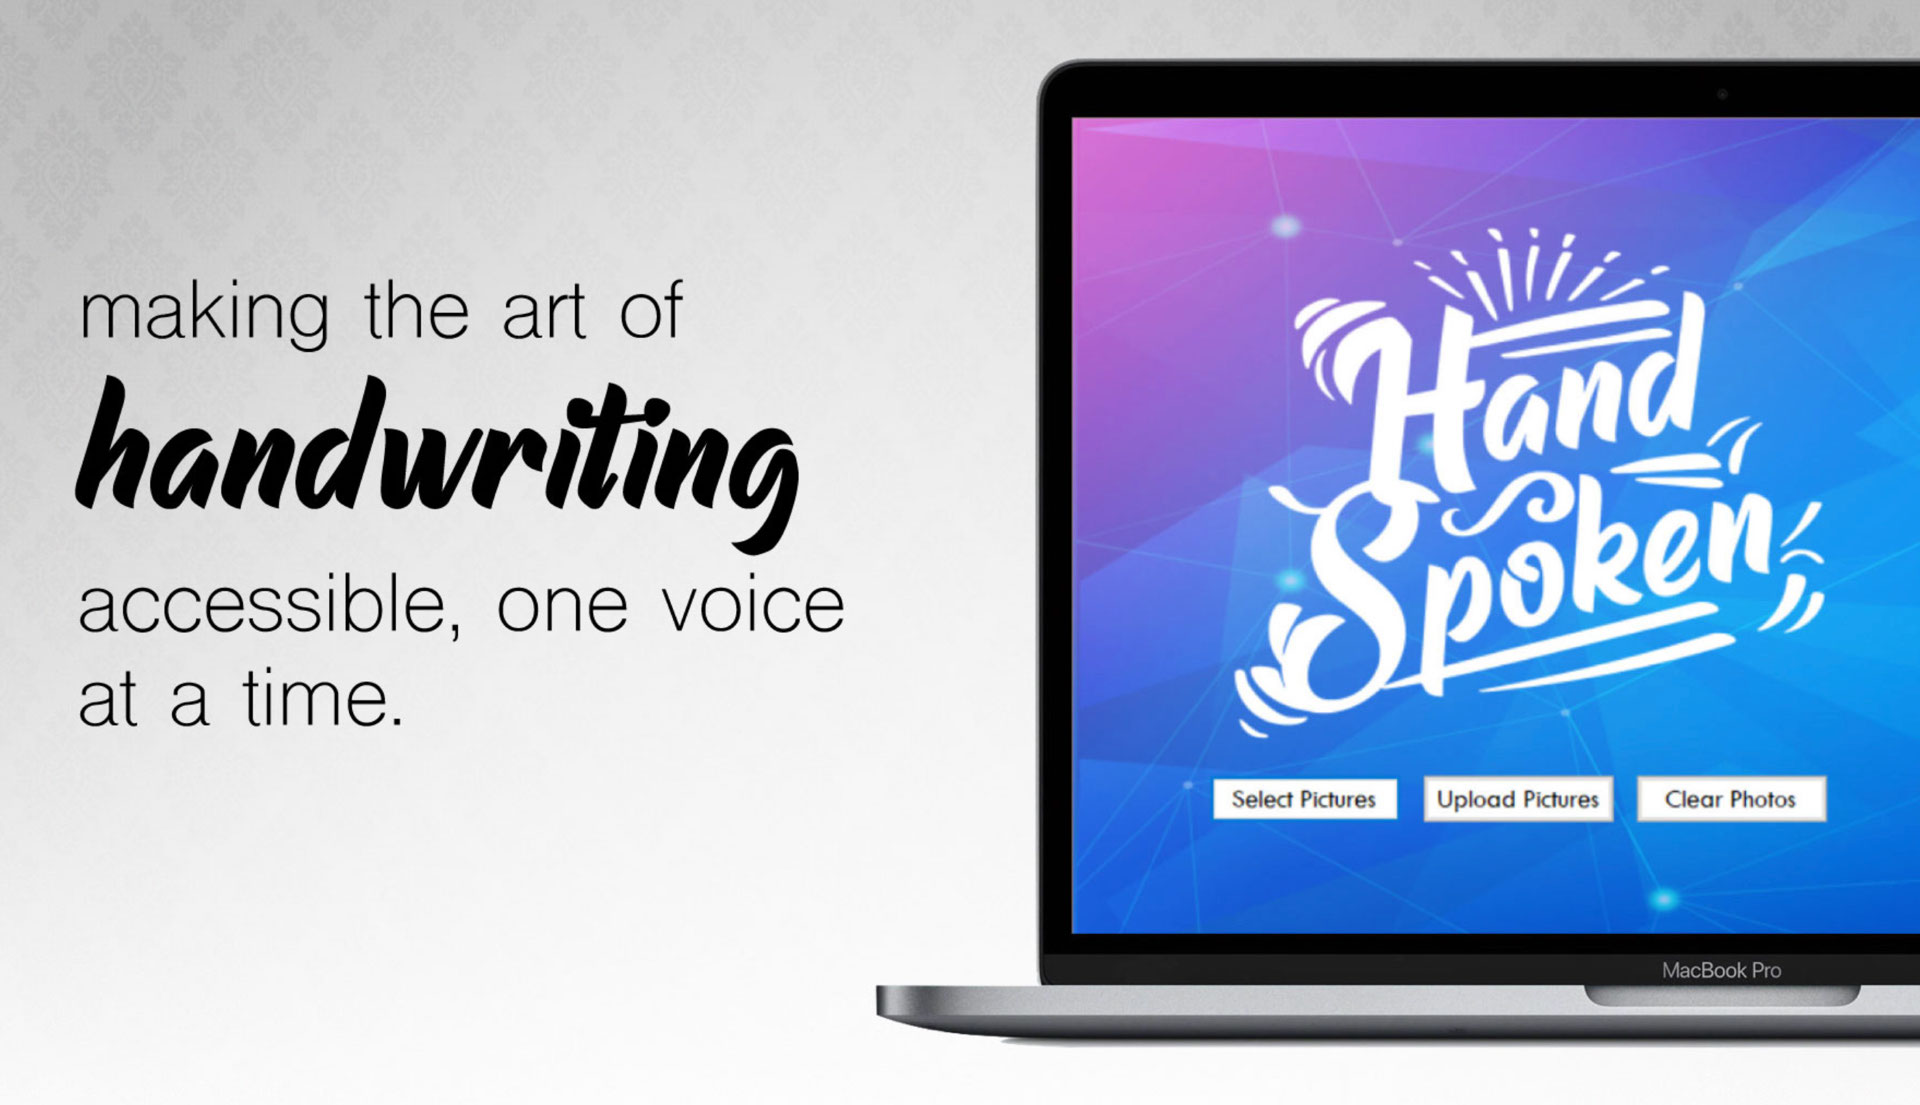 making the art of
handwriting
accessible, one voice
at a time.
Hand
Spoken
Select Pictures
Upload Pictures
Clear Photos
MacBook Pro